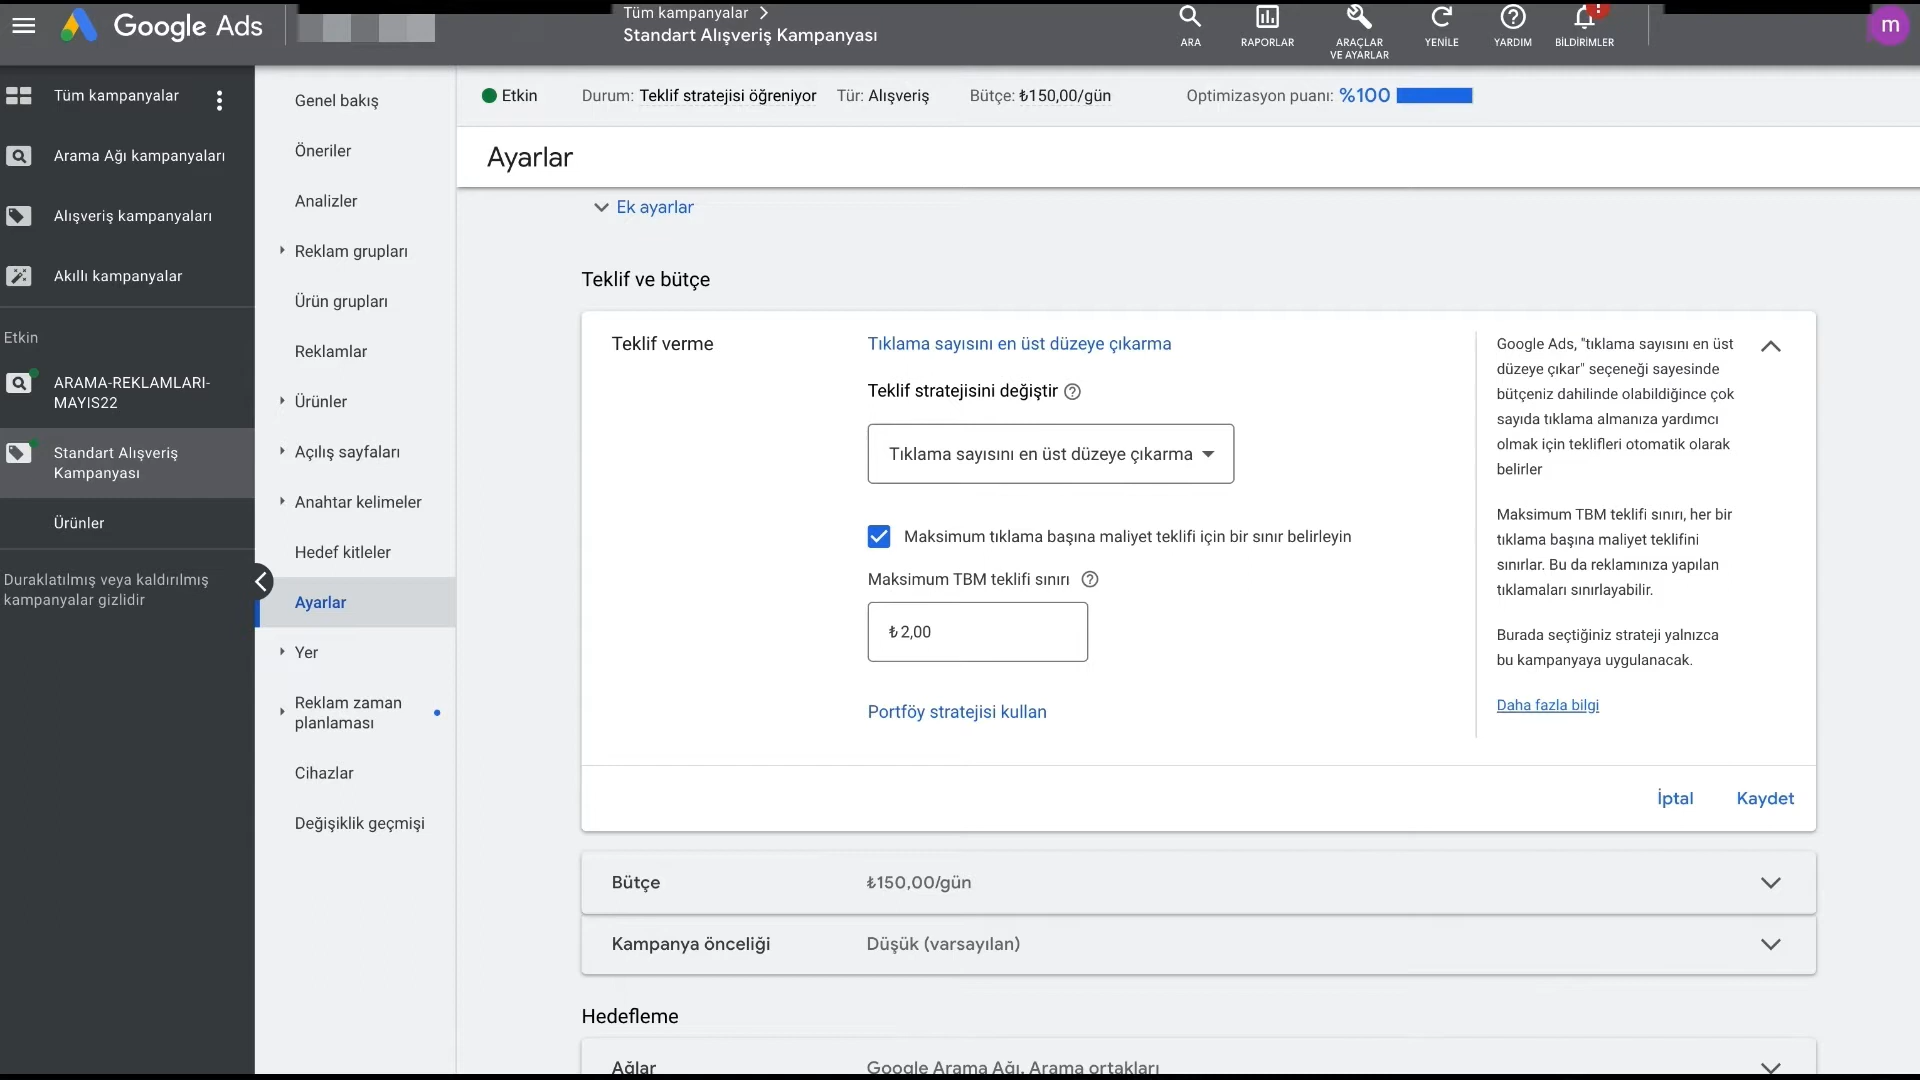 Google Ads
Tüm kampanyalar
Standart Alışveriş Kampanyası
ARA
RAPORLAR
ARAÇLAR
VE AYARLAR
YENİLE
YARDIM
BİLDİRİMLER
!
m
Tüm kampanyalar
Arama Ağı kampanyaları
Alışveriş kampanyaları
Akıllı kampanyalar
Etkin
ARAMA-REKLAMLARI-
MAYIS22
Standart Alışveriş
Kampanyası
Ürünler
Duraklatılmış veya kaldırılmış
kampanyalar gizlidir
Genel bakış
Öneriler
Analizler
Reklam grupları
Ürün grupları
Reklamlar
Ürünler
Açılış sayfaları
Anahtar kelimeler
Hedef kitleler
Ayarlar
Yer
Reklam zaman
planlaması
Cihazlar
Değişiklik geçmişi
Etkin Durum: Teklif stratejisi öğreniyor Tür: Alışveriş Bütçe: ₺150,00/gün Optimizasyon puanı: %100
Ayarlar
Ek ayarlar
Teklif ve bütçe
Teklif verme
Tıklama sayısını en üst düzeye çıkarma
Teklif stratejisini değiştir
Tıklama sayısını en üst düzeye çıkarma
Maksimum tıklama başına maliyet teklifi için bir sınır belirleyin
Maksimum TBM teklifi sınırı
₺2,00
Portföy stratejisi kullan
Google Ads, "tıklama sayısını en üst
düzeye çıkar" seçeneği sayesinde
bütçeniz dahilinde olabildiğince çok
sayıda tıklama almanıza yardımcı
olmak için teklifleri otomatik olarak
belirler
Maksimum TBM teklifi sınırı, her bir
tıklama başına maliyet teklifini
sınırlar. Bu da reklamınıza yapılan
tıklamaları sınırlayabilir.
Burada seçtiğiniz strateji yalnızca
bu kampanyaya uygulanacak.
Daha fazla bilgi
İptal Kaydet
Bütçe ₺150,00/gün
Kampanya önceliği Düşük (varsayılan)
Hedefleme
Ağlar Google Arama Ağı, Arama ortakları